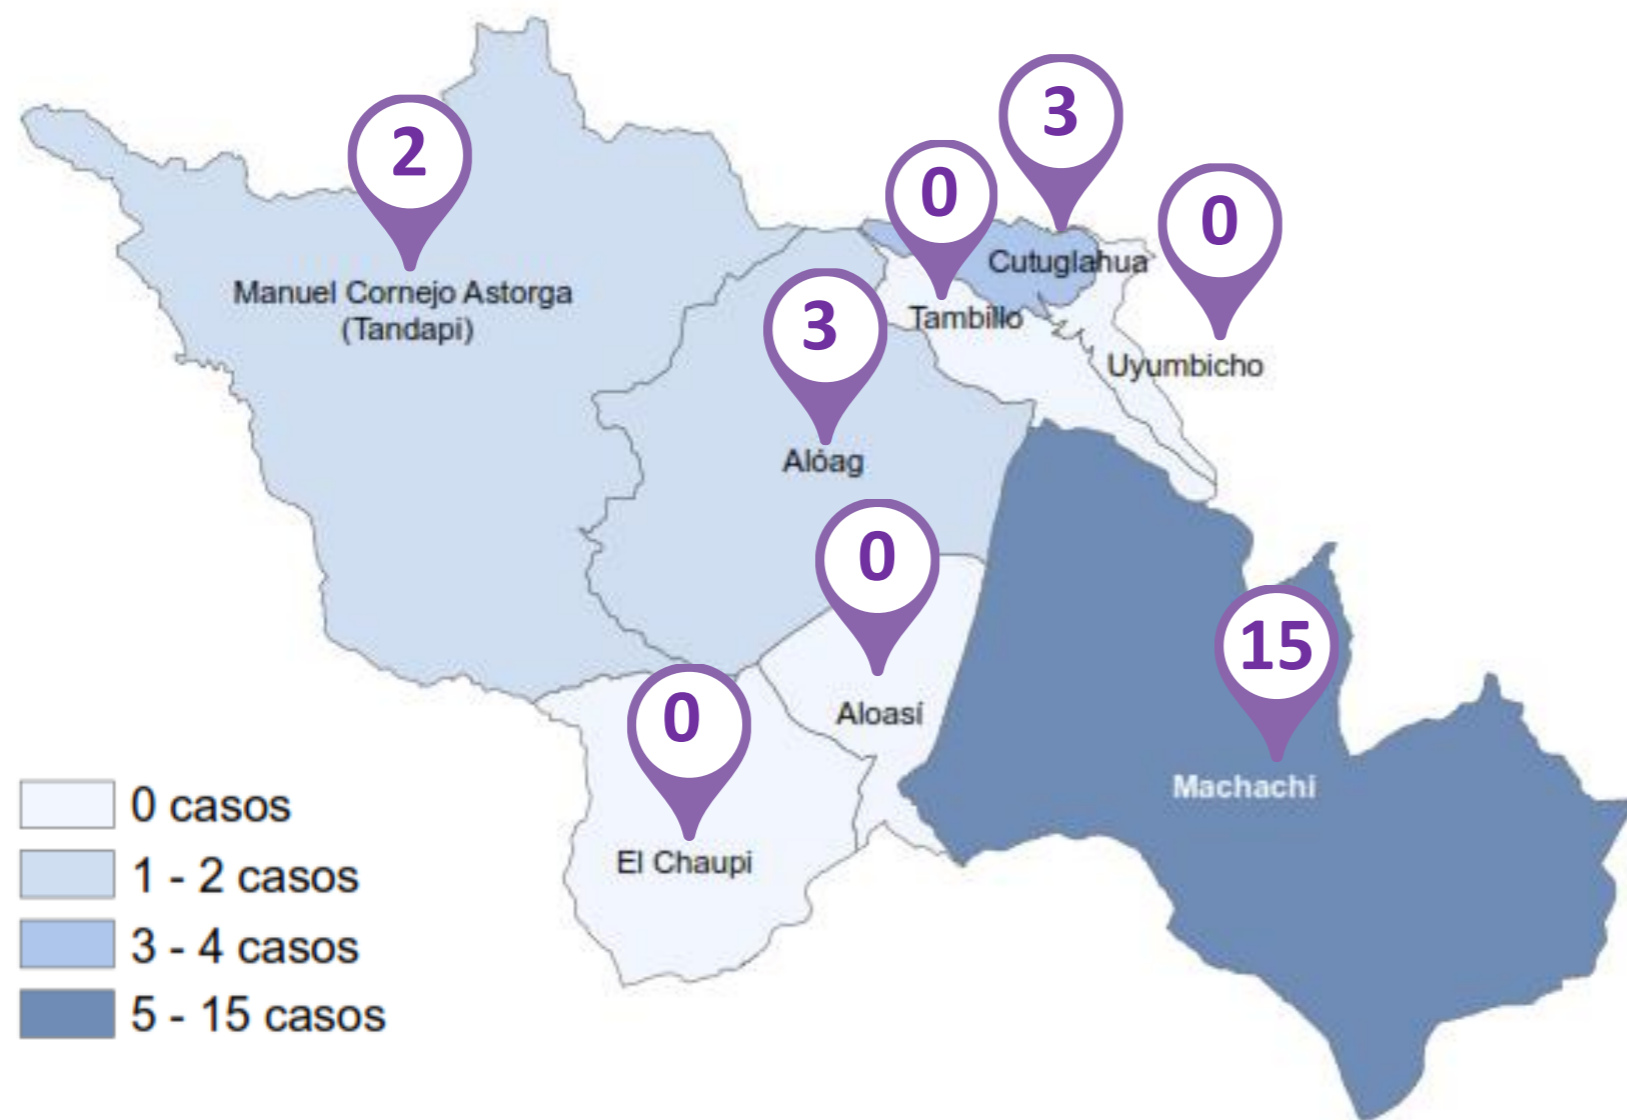 3
2
0
0
Cutuglahua
Manuel Cornejo Astorga
(Tandapi)
Tambillo
3
Uyumbicho
Alóag
0
15
Aloasí
0
Machachi
El Chaupi
0 casos
1 - 2 casos
3 - 4 casos
5 - 15 casos